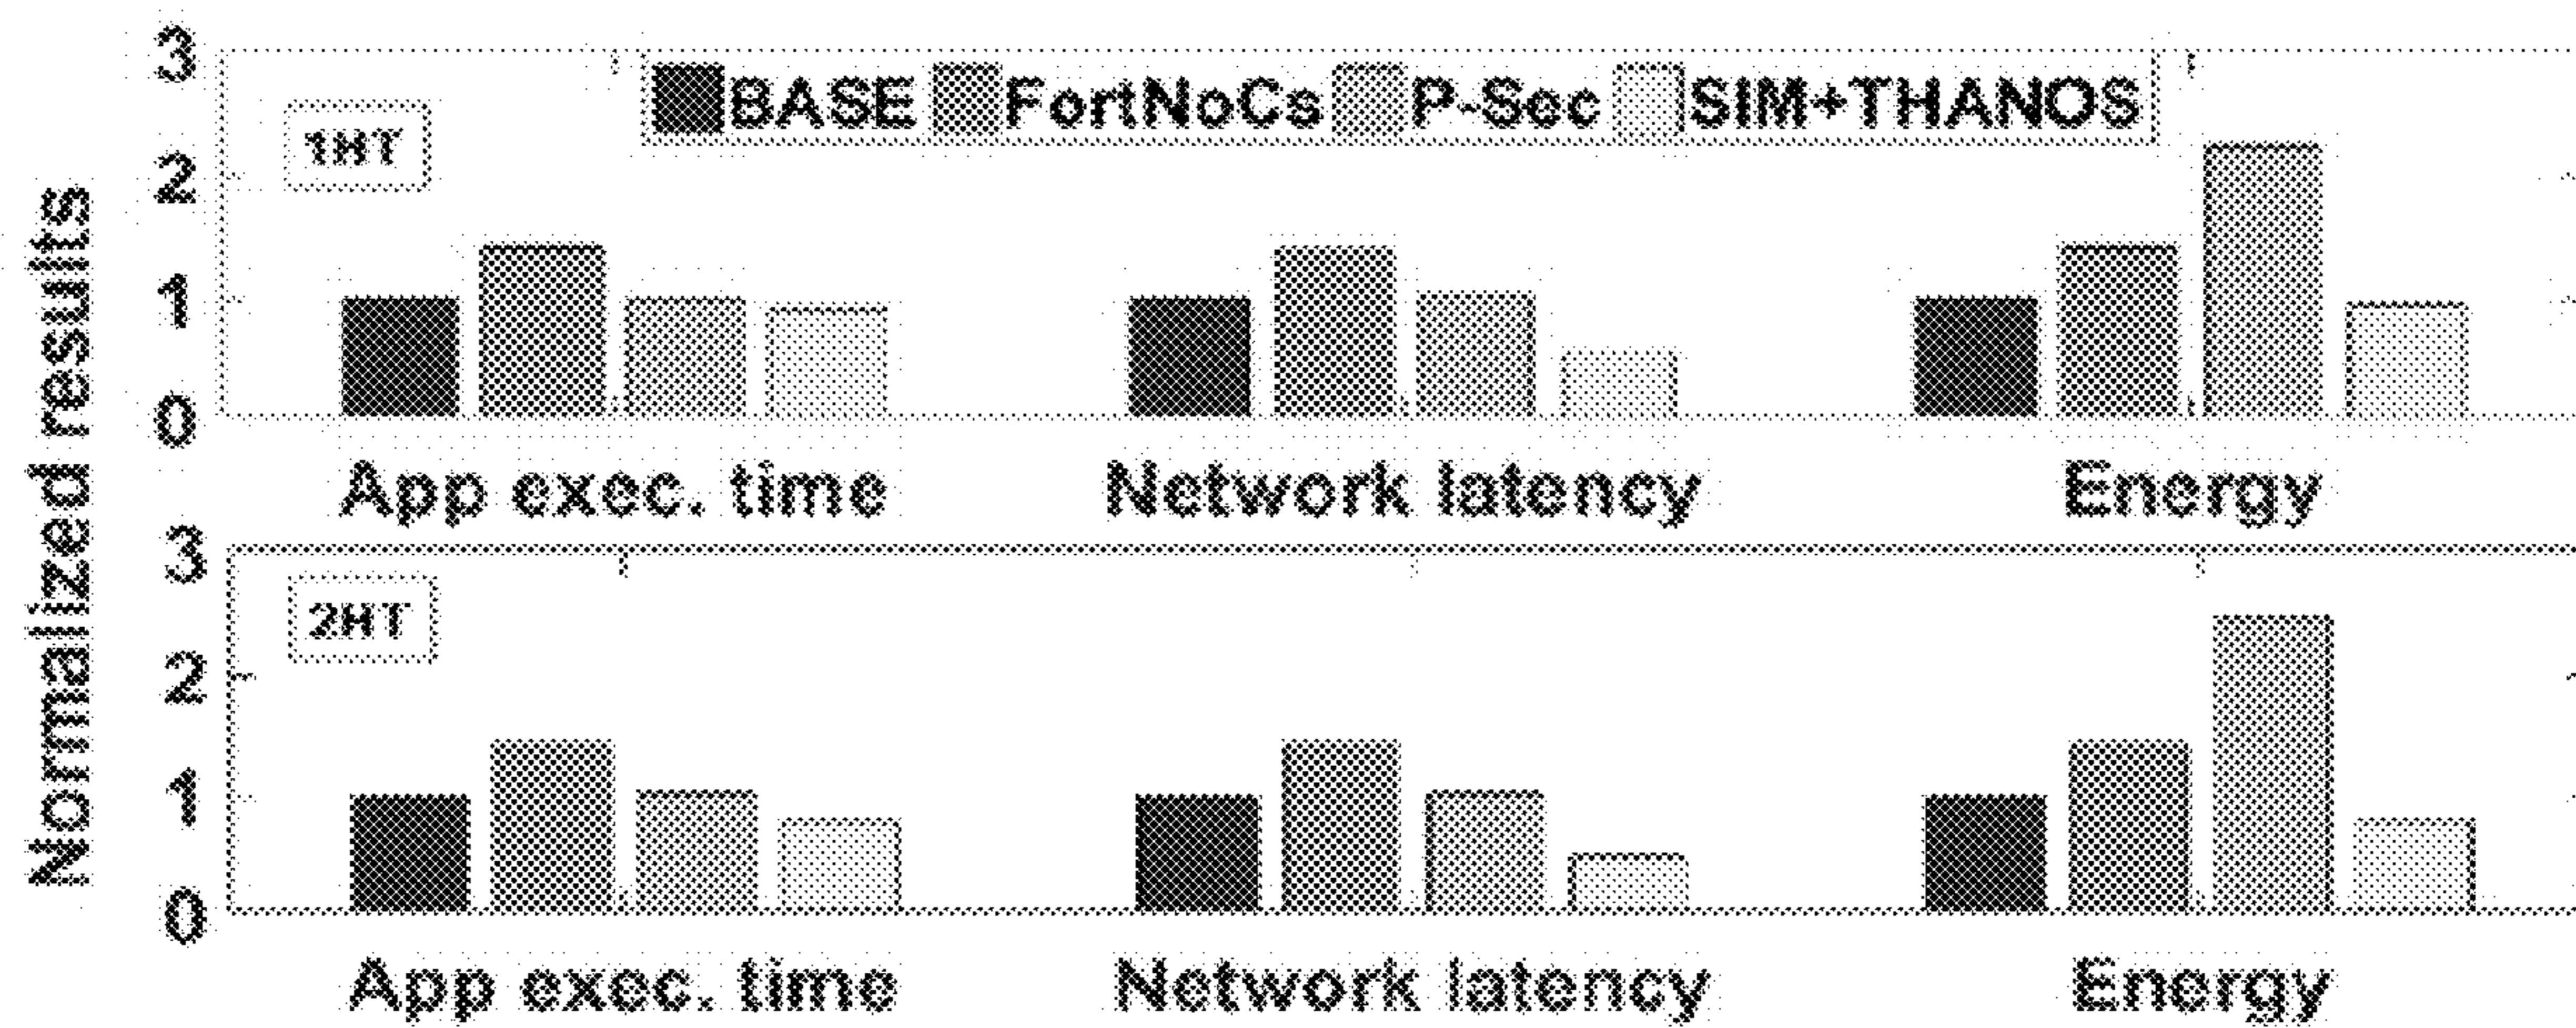 Normalized results
3
BASE FortNoCs P-Sec SIM+THANOS
1HT
2
1
0
App exec. time Network latency Energy
3
2HT
2
1
0
App exec. time Network latency Energy